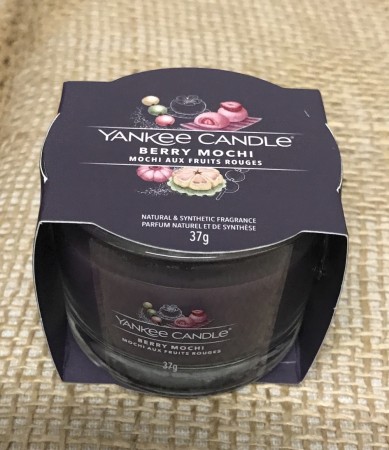 YANKEE CANDLE®
BERRY MOCHI
MOCHI AUX FRUITS ROUGES
NATURAL & SYNTHETIC FRAGRANCE
PARFUM NATUREL ET DE SYNTHÈSE
37g
YANKEE CANDLE®
BERRY MOCHI
MOCHI AUX FRUITS ROUGES
37g